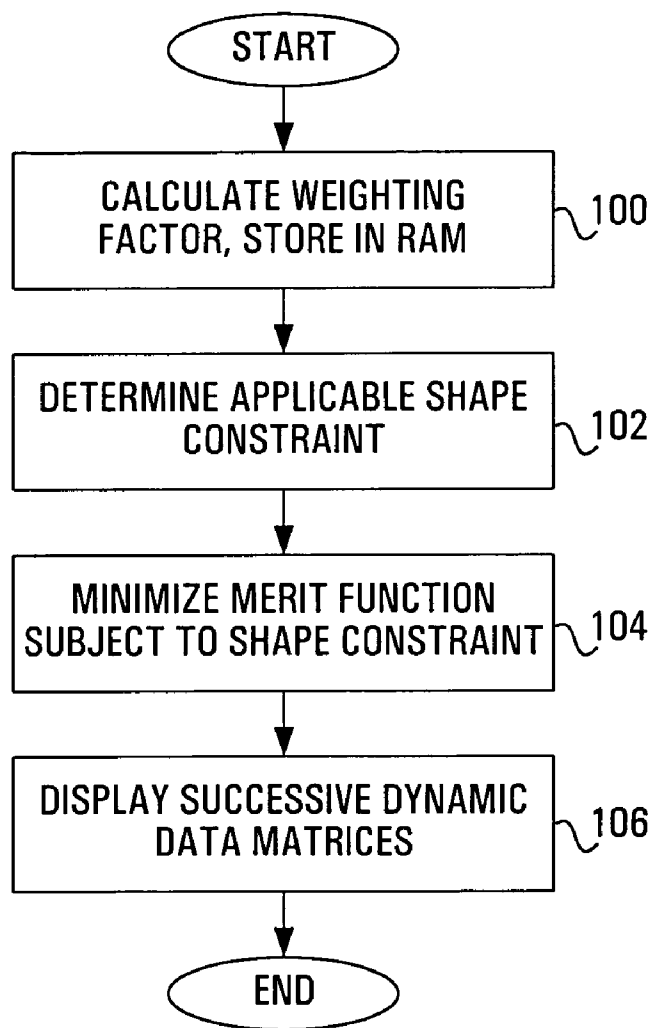 START
CALCULATE WEIGHTING
FACTOR, STORE IN RAM
100
DETERMINE APPLICABLE SHAPE
CONSTRAINT
102
MINIMIZE MERIT FUNCTION
SUBJECT TO SHAPE CONSTRAINT
104
DISPLAY SUCCESSIVE DYNAMIC
DATA MATRICES
106
END